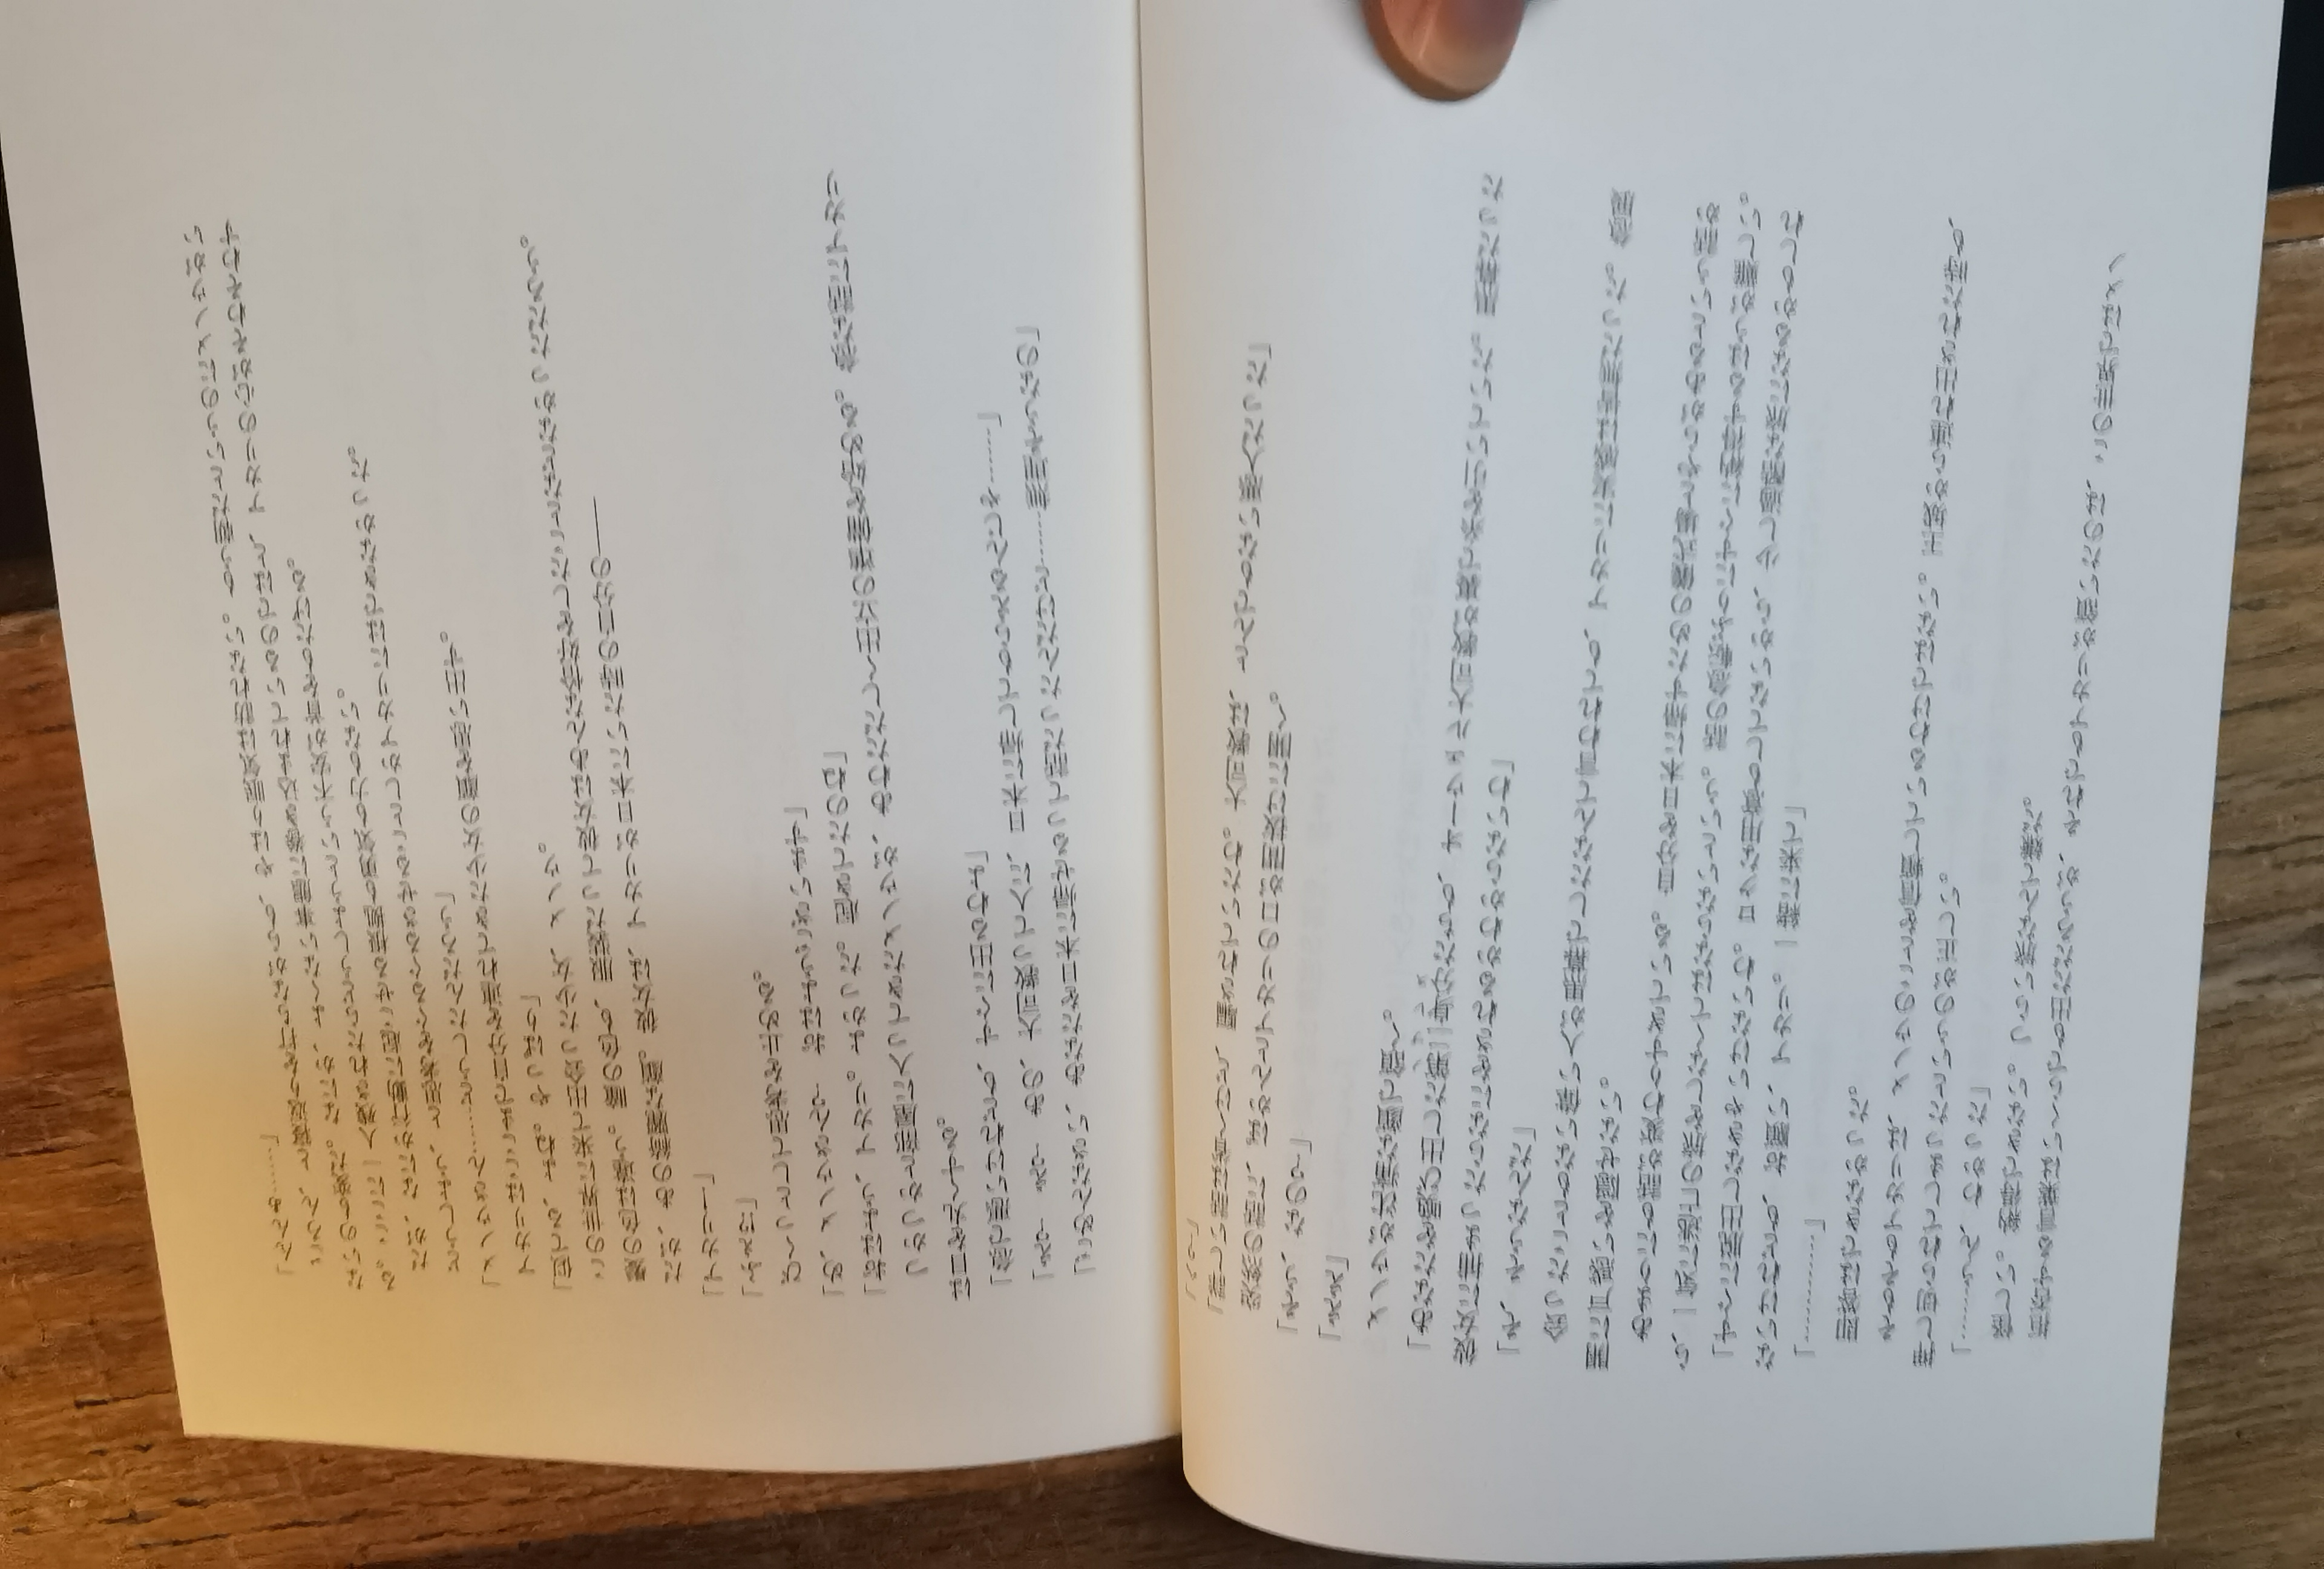 「んんぁ……」
ころん、と寝返りを打ちながらも、やはり眠気は訪れない。もう朝だというのにメノウがい
ないのも変だ。なにか、よくない事態に巻き込まれているのではと、アカリの心がそわそわす
る。ここに一人残されたらどうしようという不安が首をもたげる。
だが、なにか行動に起こせる根拠も勇気も力もない。
どうしよう、と思考をぐるぐるさせることしかアカリにはできなかった。
「メノウさん……どうしたんだろう」
アカリはここまで自分を連れてきた少女の顔を思い出す。
「似てる、よね。やっぱり」
この世界に来て出会った少女、メノウ。
髪の色は違う。瞳の色も、服装だって彼女はあんな恰好をしたことなどなかっただろう。
だが、あの綺麗な顔。彼女は、アカリが日本にいた時の自分の――
「アカリ！」
「ふぇ!?」
びくっとして思考を止める。
「め、メノウさん？　おはようございます」
「おはよう、アカリ。よかった。起きてたのね」
つかつかと部屋に入ってきたメノウが、あわただしく出立の準備を始める。急な話にアカリ
は目を丸くする。
「急で悪いけれども、すぐに出るわよ」
「え？　え？　あの、大司教って人に、日本に帰してもらえるんじゃ……」
「ごめんなさい、あなたを日本に帰せるって話だったんだけど……無理そうなの」
「へ？」
「詳しい話は省くけど、騙されていたわ。大司教は、とんでもない悪人だった」
突然の話に、ぽかんとアカリの口が間抜けに開く。
「そう、なの？」
「ええ」
メノウが沈痛な顔で頷く。
「あなたを喚び出した第二身分たちも、オーウェル大司教が裏で糸を引いていた。黒幕だった
ノブレス
彼女に捕まったらなにをされるかわからないわ」
「そ、そうなんだ」
会ったこともない偉い人が黒幕でしたなんて言われても、アカリに実感は皆無だった。急展
開に戸惑いを隠せない。
あまりにも話が変わりすぎている。自分を日本に帰すための儀式場とやらがあるという話か
ら、一気に逃亡の旅をしなくてはならないという。話の急転ぶりにすぐに納得するほうが難しい。
「すぐに脱出しなきゃいけないわ。ロクな用意もしてないから、少し過酷な旅になるかもしれ
ないけれども、お願い、アカリ。一緒に来て」
「…………」
即答はできなかった。
そもそもアカリは、メノウのことを信頼しているわけではない。王城から連れ出された時も、
押し切られてしまったというのが正しい。
「……うん、わかった」
怪しい。納得できない。つらい旅なんて嫌だ。
拒否する言葉はいくらでも出ただろうが、それでもアカリが頷いたのは、この世界ではメノ